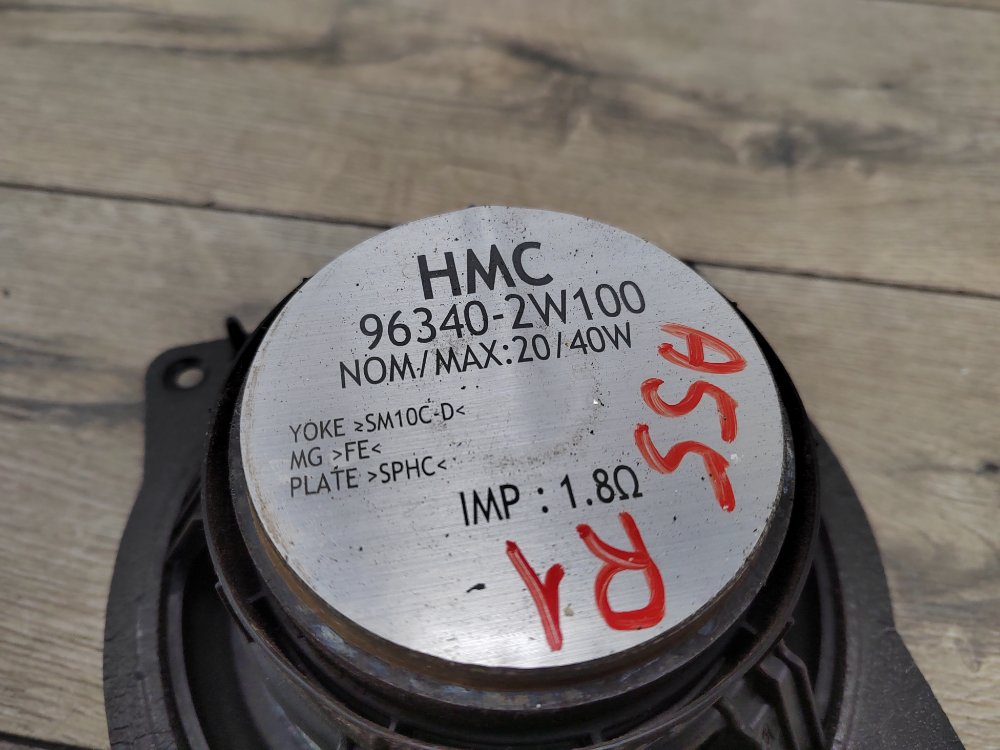 HMC
96340-2W100
NOM/MAX:20/40W
YOKE >SM10C-D<
MG >FE<
PLATE >SPHC<
IMP : 1.8Ω
A55
R1